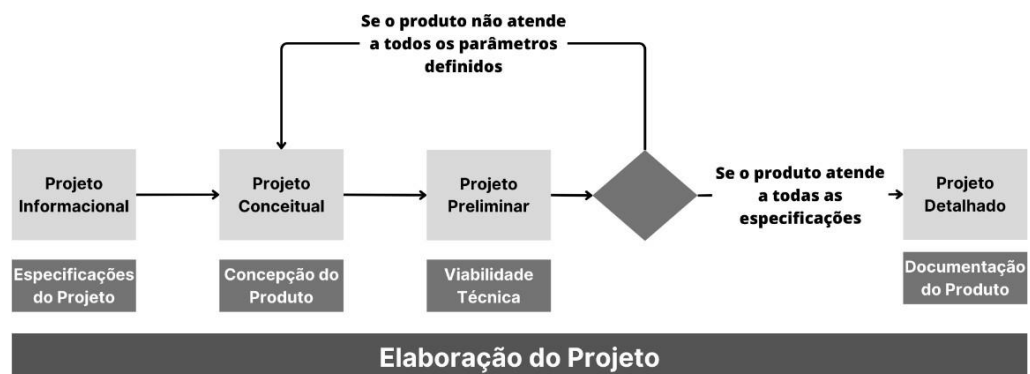 Se o produto não atende
a todos os parâmetros
definidos
Projeto
Informacional
Projeto
Conceitual
Projeto
Preliminar
Se o produto atende
a todas as
especificações
Projeto
Detalhado
Especificações
do Projeto
Concepção do
Produto
Viabilidade
Técnica
Documentação
do Produto
Elaboração do Projeto